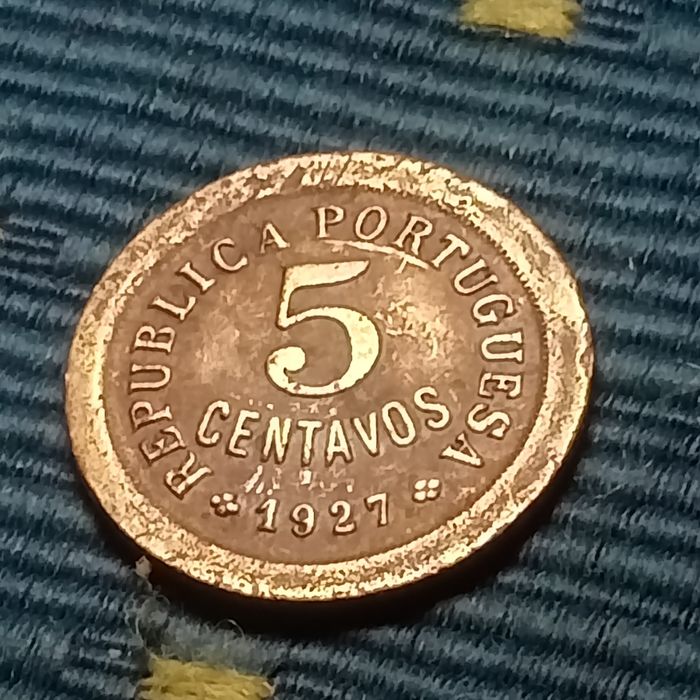 REPUBLICA PORTUGUESA
5
CENTAVOS
1927